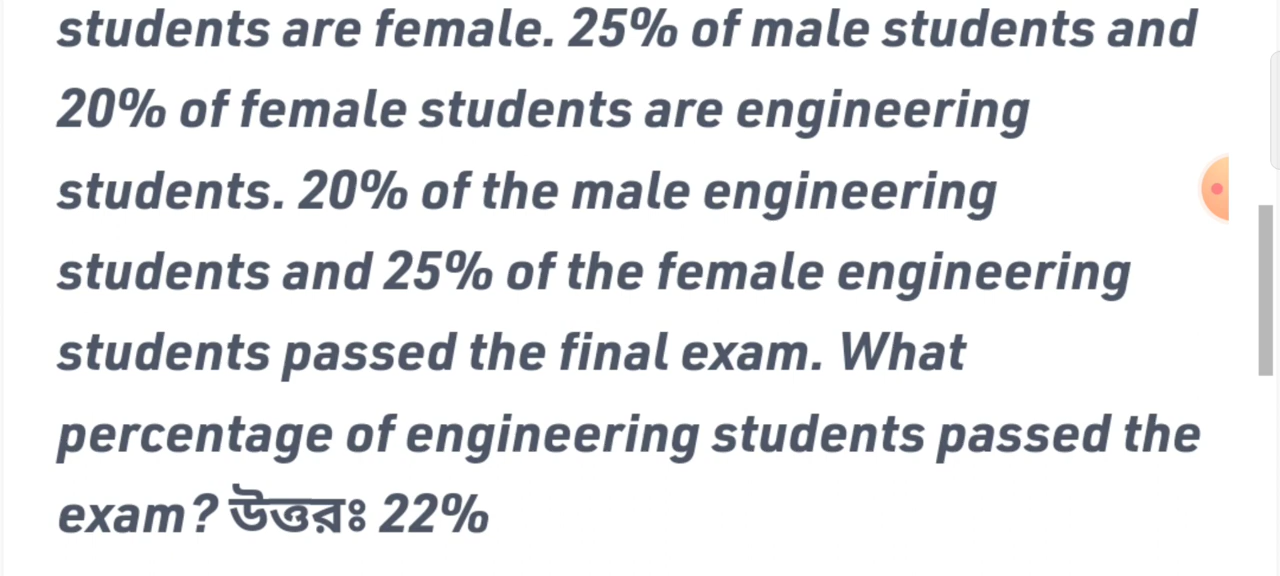 students are female. 25% of male students and
20% of female students are engineering
students. 20% of the male engineering
students and 25% of the female engineering
students passed the final exam. What
percentage of engineering students passed the
exam? উত্তরঃ 22%